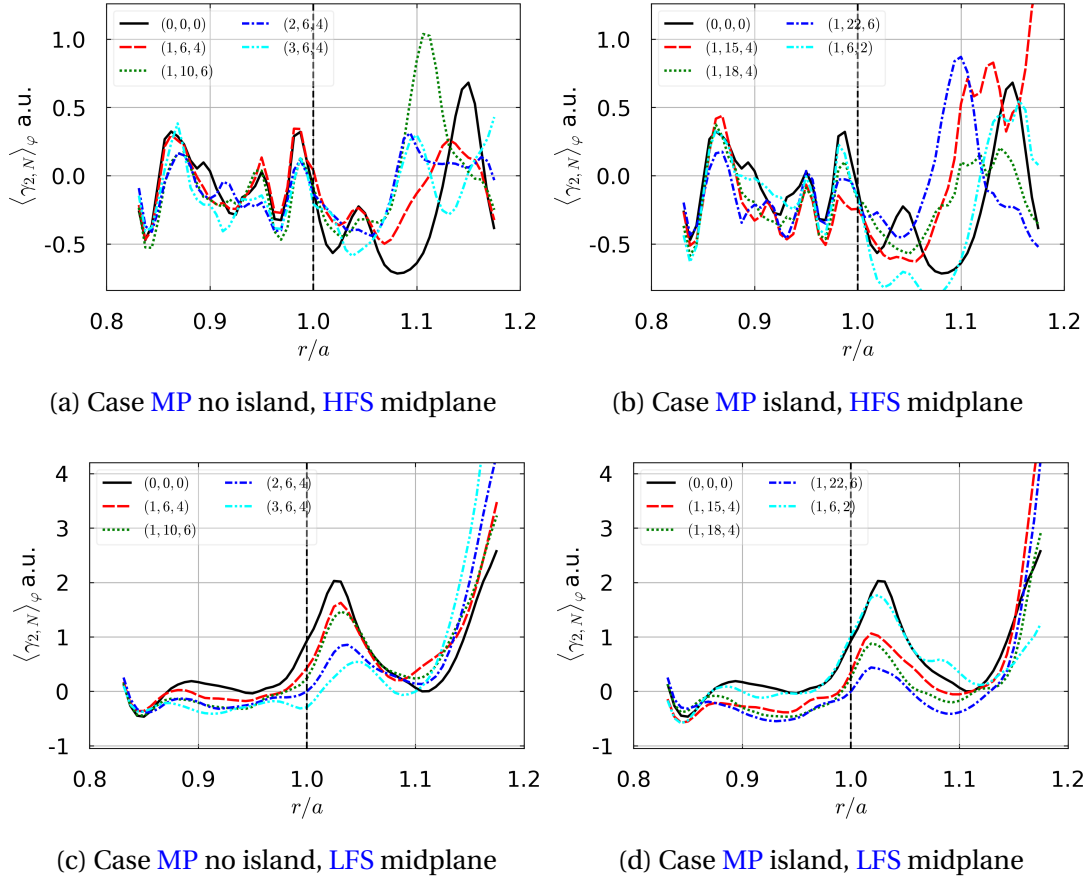 1.0
0.5
0.0
-0.5
⟨γ2,N⟩φ a.u.
(0,0,0)
(1,6,4)
(1,10,6)
(2,6,4)
(3,6,4)
0.8 0.9 1.0 1.1 1.2
r/a
(a) Case MP no island, HFS midplane
1.0
0.5
0.0
-0.5
⟨γ2,N⟩φ a.u.
(0,0,0)
(1,15,4)
(1,18,4)
(1,22,6)
(1,6,2)
0.8 0.9 1.0 1.1 1.2
r/a
(b) Case MP island, HFS midplane
4
3
2
1
0
-1
⟨γ2,N⟩φ a.u.
(0,0,0)
(1,6,4)
(1,10,6)
(2,6,4)
(3,6,4)
0.8 0.9 1.0 1.1 1.2
r/a
(c) Case MP no island, LFS midplane
4
3
2
1
0
-1
⟨γ2,N⟩φ a.u.
(0,0,0)
(1,15,4)
(1,18,4)
(1,22,6)
(1,6,2)
0.8 0.9 1.0 1.1 1.2
r/a
(d) Case MP island, LFS midplane